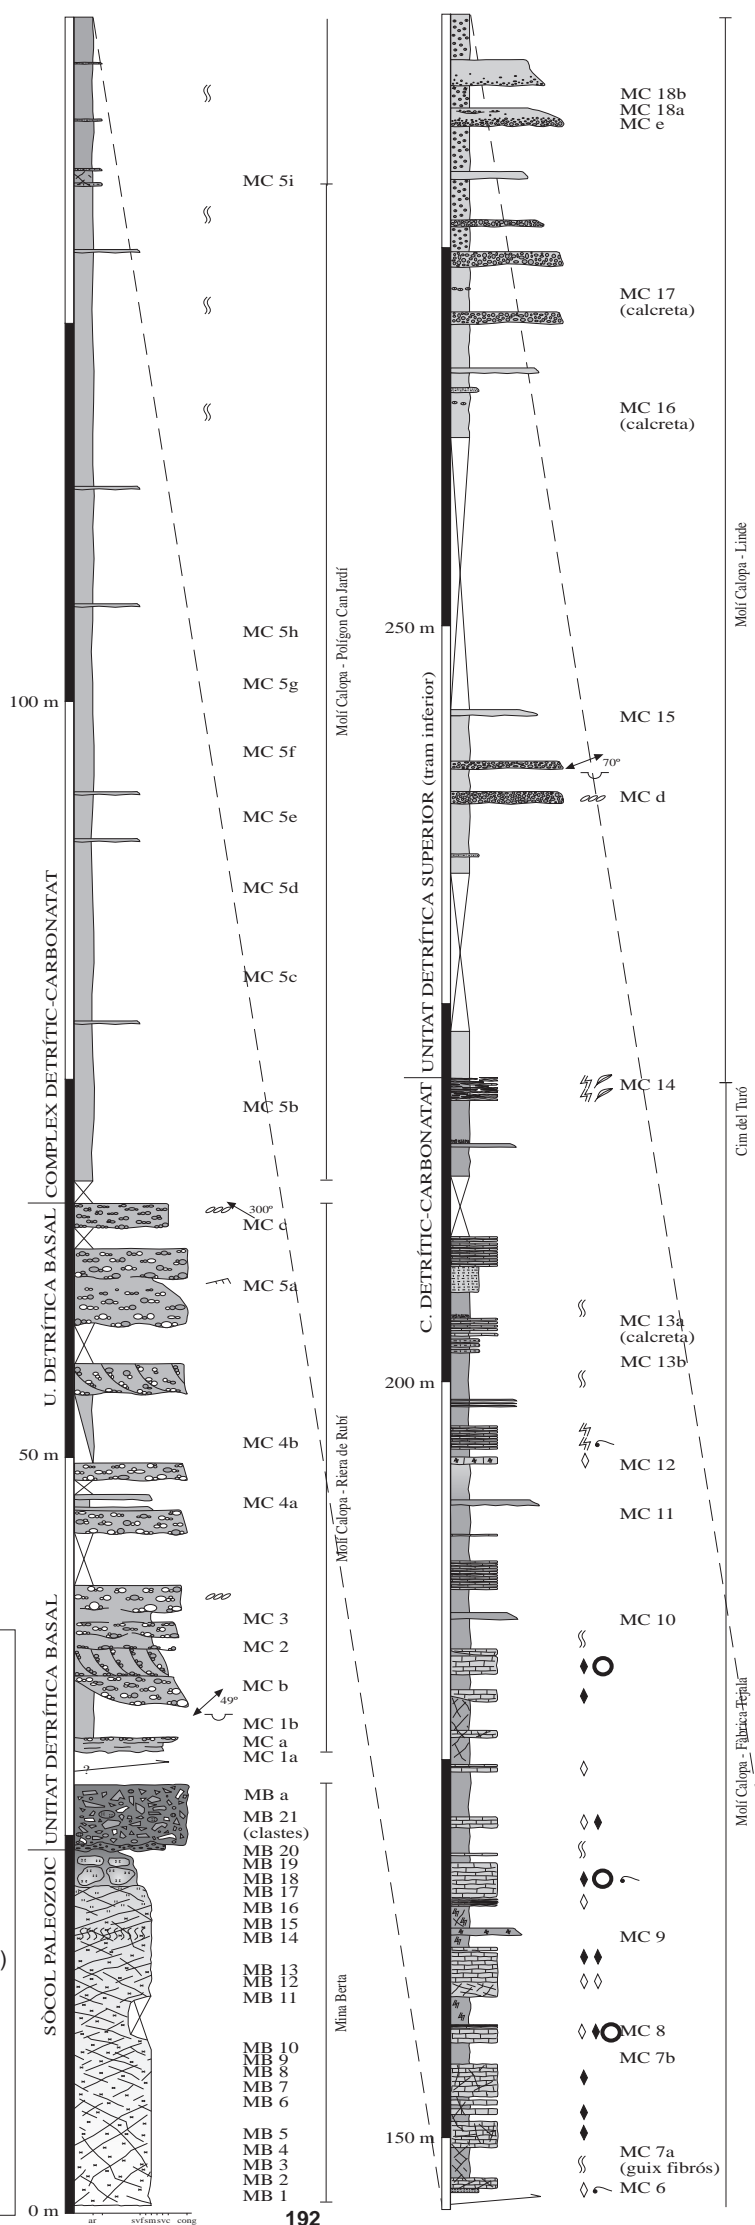 MC 5i
MC 5h
MC 5g
100 m
MC 5f
MC 5e
MC 5d
MC 5c
MC 5b
300º
MC c
MC 5a
MC 4b
50 m
MC 4a
MC 3
MC 2
MC b
49º
MC 1b
MC a
MC 1a
?
MB a
MB 21
(clastes)
MB 20
MB 19
MB 18
MB 17
MB 16
MB 15
MB 14
)
MB 13
MB 12
MB 11
MB 10
MB 9
MB 8
MB 7
MB 6
MB 5
MB 4
MB 3
MB 2
MB 1
0 m
ar svf sm svc cong
COMPLEX DETRÍTIC-CARBONATAT
U. DETRÍTICA BASAL
UNITAT DETRÍTICA BASAL
SÒCOL PALEOZOIC
Molí Calopa - Polígon Can Jardí
Molí Calopa - Riera de Rubí
Mina Berta
192
MC 18b
MC 18a
MC e
MC 17
(calcreta)
MC 16
(calcreta)
250 m
MC 15
70º
MC d
MC 14
MC 13a
(calcreta)
MC 13b
200 m
MC 12
MC 11
MC 10
MC 9
MC 8
MC 7b
150 m
MC 7a
(guix fibrós)
MC 6
UNITAT DETRÍTICA SUPERIOR (tram inferior)
C. DETRÍTIC-CARBONATAT
Molí Calopa - Linde
Cim del Turó
Molí Calopa - Fàbrica Tejala